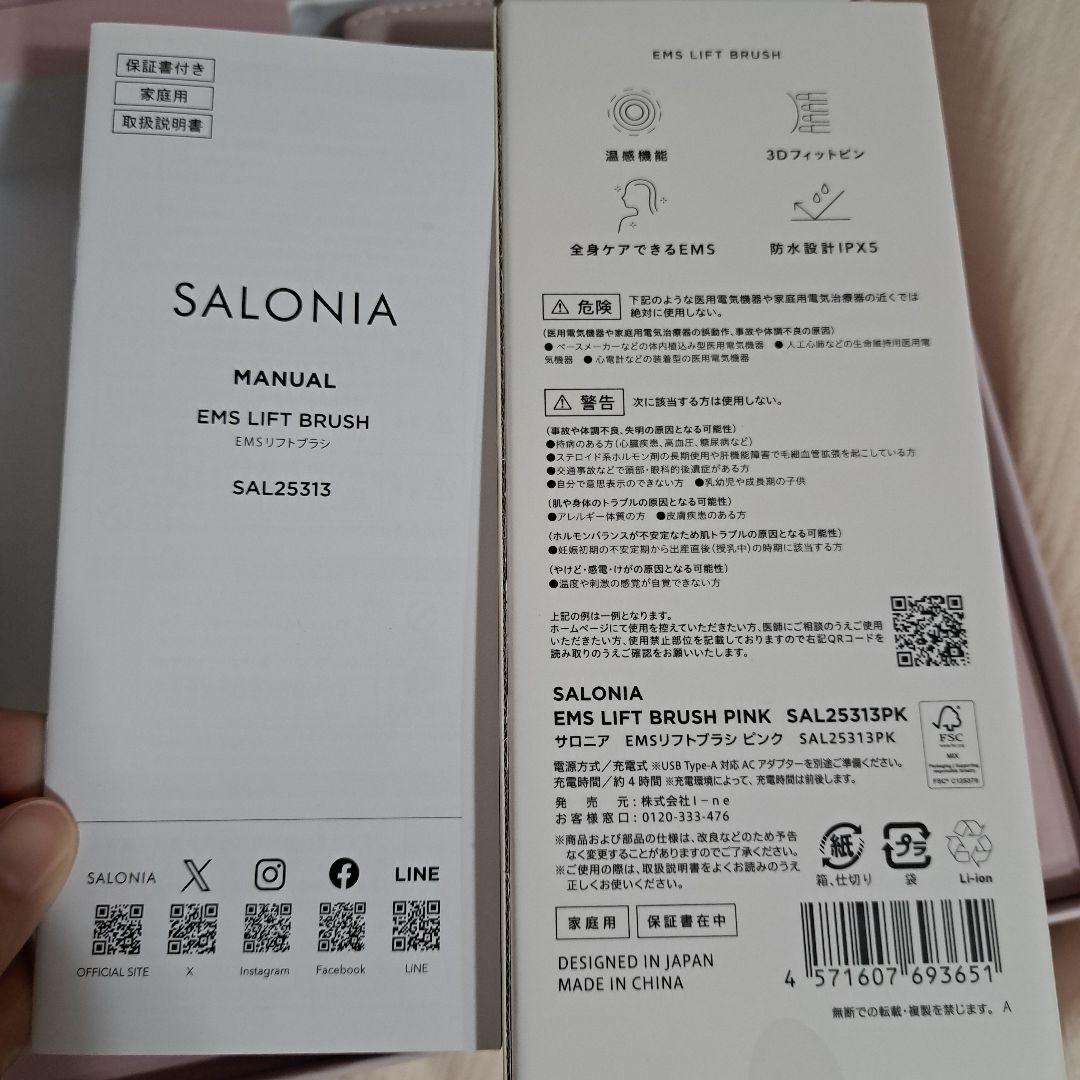 保証書付き
家庭用
取扱説明書
SALONIA
MANUAL
EMS LIFT BRUSH
EMSリフトブラシ
SAL25313
SALONIA
LINE
OFFICIAL SITE
X
Instagram
Facebook
LINE
EMS LIFT BRUSH
温感機能
3Dフィットピン
全身ケアできるEMS
防水設計IPX5
危険
下記のような医用電気機器や家庭用電気治療器の近くでは
絶対に使用しない。
(医用電気機器や家庭用電気治療器の誤動作、事故や体調不良の原因)
●ペースメーカーなどの体内植込み型医用電気機器 ●人工心肺などの生命維持用医用電
気機器 ●心電計などの装着型の医用電気機器
警告
次に該当する方は使用しない。
(事故や体調不良、失明の原因となる可能性)
●持病のある方(心臓疾患、高血圧、糖尿病など)
●ステロイド系ホルモン剤の長期使用や肝機能障害で毛細血管拡張を起こしている方
●交通事故などで頭部・眼科的後遺症がある方
●自分で意思表示のできない方 ●乳幼児や成長期の子供
(肌や身体のトラブルの原因となる可能性)
●アレルギー体質の方 ●皮膚疾患のある方
(ホルモンバランスが不安定なため肌トラブルの原因となる可能性)
●妊娠初期の不安定期から出産直後(授乳中)の時期に該当する方
(やけど・感電・けがの原因となる可能性)
●温度や刺激の感覚が自覚できない方
上記の例は一例となります。
ホームページにて使用を控えていただきたい方、医師にご相談のうえご使用
いただきたい方、使用禁止部位を記載しておりますので右記QRコードを
読み取りのうえご確認をお願いいたします。
SALONIA
EMS LIFT BRUSH PINK SAL25313PK
サロニア EMSリフトブラシ ピンク SAL25313PK
電源方式/充電式 ※USB Type-A 対応 AC アダプターを別途ご準備ください。
充電時間/約4時間 ※充電環境によって、充電時間は前後します。
発売元:株式会社I-ne
お客様窓口:0120-333-476
※商品および部品の仕様は、改良などのため予告
なく変更することがありますのでご了承ください。
※ご使用の際は、取扱説明書をよくお読みのうえ
正しくお使いください。
FSC
www.fsc.org
MIX
Packaging | Supporting
responsible forestry
FSC® C125376
紙
箱、仕切り
プラ
袋
Li-ion
家庭用
保証書在中
DESIGNED IN JAPAN
MADE IN CHINA
4 571607 693651
無断での転載・複製を禁じます。 A